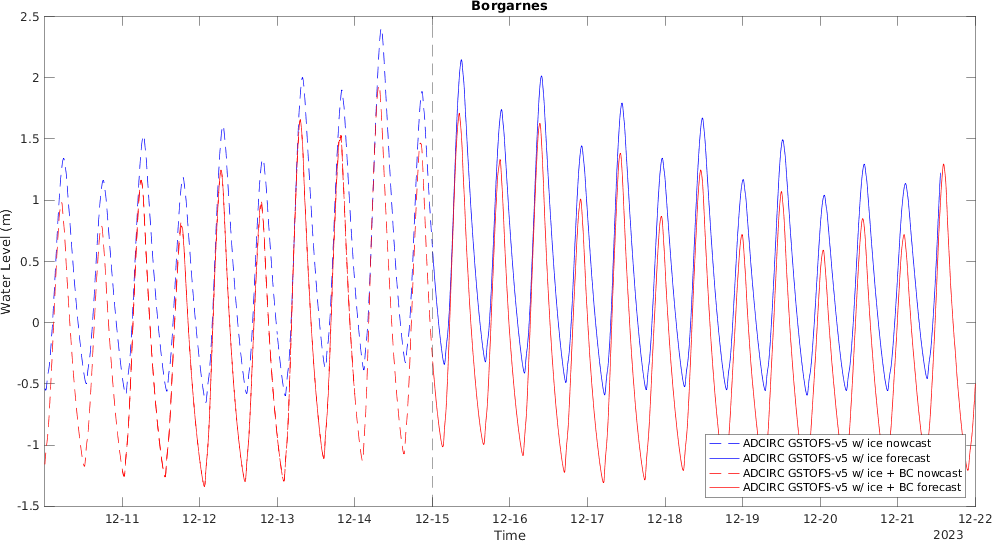 Borgarnes
Water Level (m)
2.5
2
1.5
1
0.5
0
-0.5
-1
-1.5
ADCIRC GSTOFS-v5 w/ ice nowcast
ADCIRC GSTOFS-v5 w/ ice forecast
ADCIRC GSTOFS-v5 w/ ice + BC nowcast
ADCIRC GSTOFS-v5 w/ ice + BC forecast
12-11 12-12 12-13 12-14 12-15 12-16 12-17 12-18 12-19 12-20 12-21 12-22
Time
2023